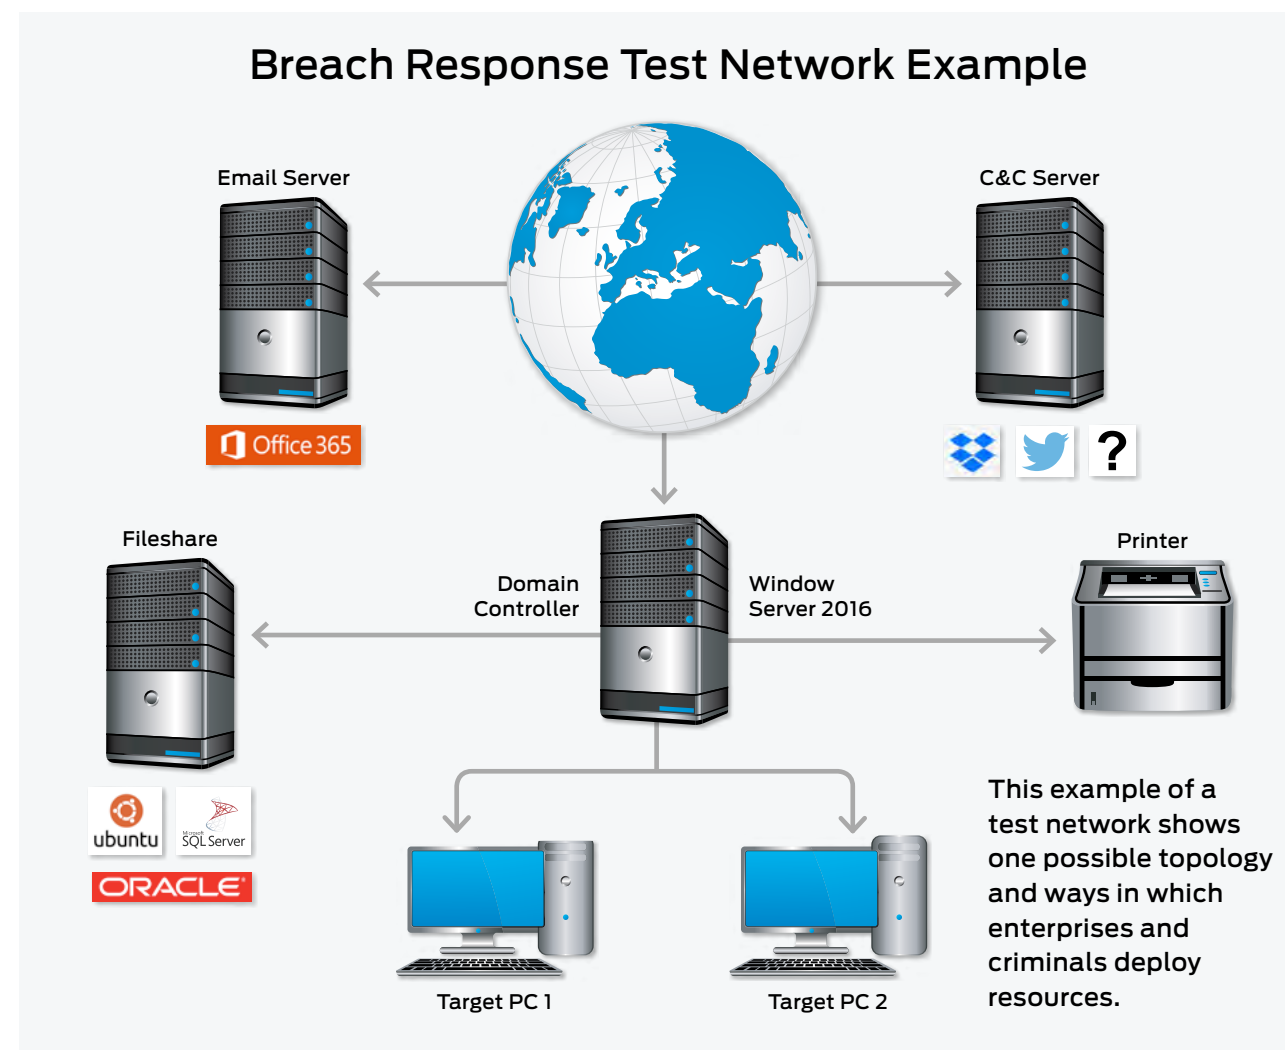 Breach Response Test Network Example
Email Server
C&C Server
Office 365
?
Fileshare
Domain
Controller
Window
Server 2016
Printer
ubuntu
Microsoft
SQL Server
ORACLE
This example of a
test network shows
one possible topology
and ways in which
enterprises and
criminals deploy
resources.
Target PC 1
Target PC 2